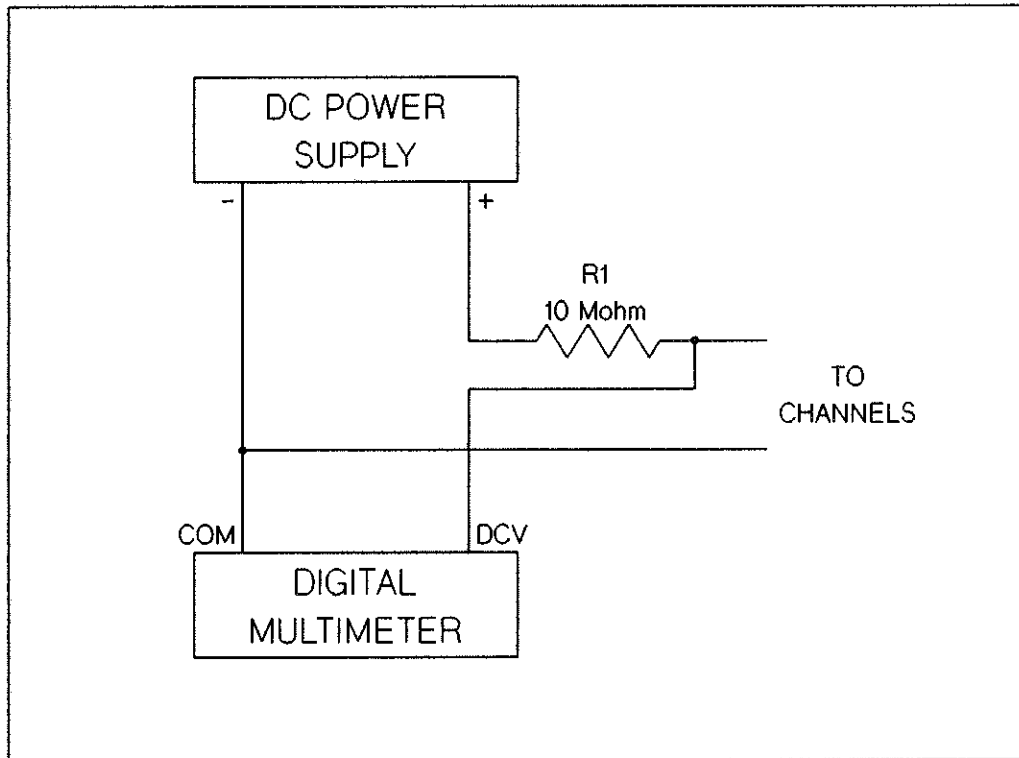 DC POWER
SUPPLY
-
+
R1
10 Mohm
TO
CHANNELS
COM
DCV
DIGITAL
MULTIMETER